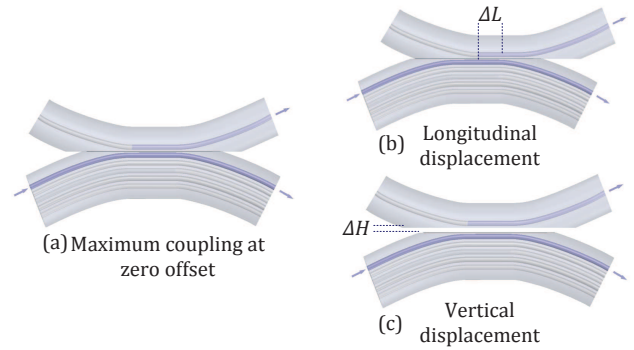 (a) Maximum coupling at
zero offset
ΔL
(b) Longitudinal
displacement
ΔH
(c) Vertical
displacement